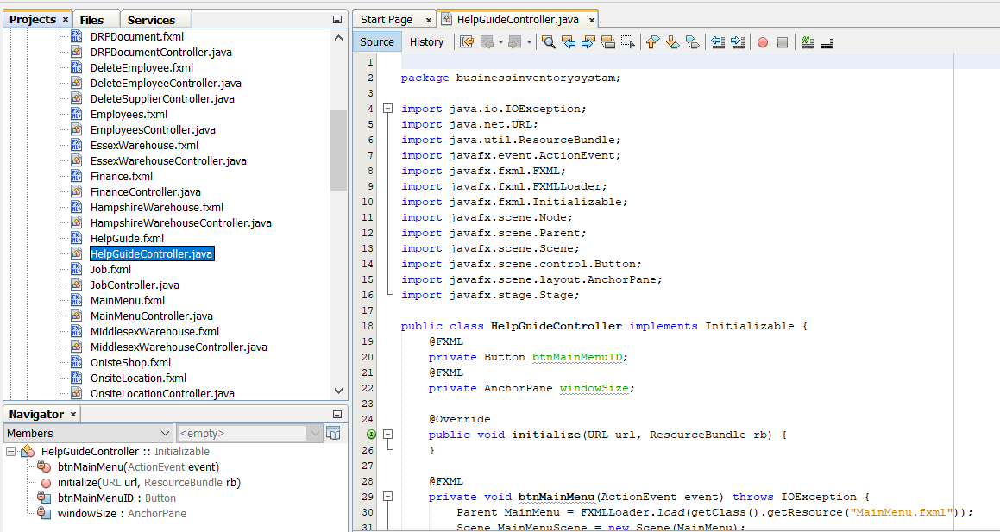 Projects × Files Services
DRPDocument.fxml
DRPDocumentController.java
DeleteEmployee.fxml
DeleteEmployeeController.java
DeleteSupplierController.java
Employees.fxml
EmployeesController.java
EssexWarehouse.fxml
EssexWarehouseController.java
Finance.fxml
FinanceController.java
HampshireWarehouse.fxml
HampshireWarehouseController.java
HelpGuide.fxml
HelpGuideController.java
Job.fxml
JobController.java
MainMenu.fxml
MainMenuController.java
MiddlesexWarehouse.fxml
MiddlesexWarehouseController.java
OnisteShop.fxml
OnsiteLocation.fxml
OnsiteLocationController.java
Navigator ×
Members <empty>
HelpGuideController :: Initializable
btnMainMenu(ActionEvent event)
initialize(URL url, ResourceBundle rb)
btnMainMenuID : Button
windowSize : AnchorPane
Start Page × HelpGuideController.java ×
Source History
1
2 package businessinventorysystam;
3
4 import java.io.IOException;
5 import java.net.URL;
6 import java.util.ResourceBundle;
7 import javafx.event.ActionEvent;
8 import javafx.fxml.FXML;
9 import javafx.fxml.FXMLLoader;
10 import javafx.fxml.Initializable;
11 import javafx.scene.Node;
12 import javafx.scene.Parent;
13 import javafx.scene.Scene;
14 import javafx.scene.control.Button;
15 import javafx.scene.layout.AnchorPane;
16 import javafx.stage.Stage;
17
18 public class HelpGuideController implements Initializable {
19 @FXML
20 private Button btnMainMenuID;
21 @FXML
22 private AnchorPane windowSize;
23
24 @Override
public void initialize(URL url, ResourceBundle rb) {
26 }
27
28 @FXML
29 private void btnMainMenu(ActionEvent event) throws IOException {
30 Parent MainMenu = FXMLLoader.load(getClass().getResource("MainMenu.fxml"));
31 Scene MainMenuScene = new Scene(MainMenu);